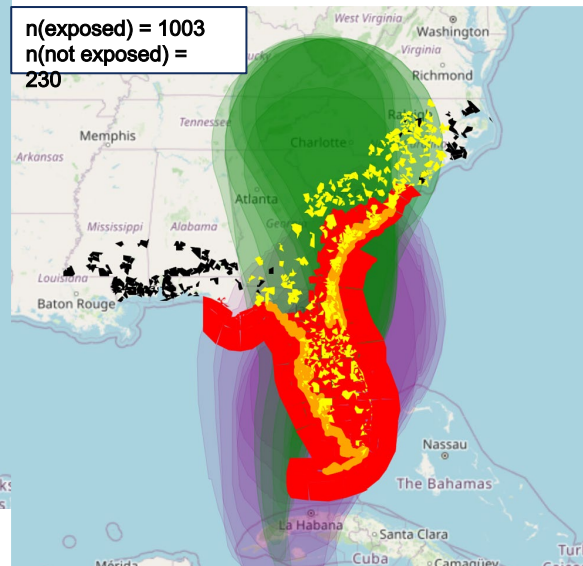 n(exposed) = 1003
n(not exposed) =
230
West Virginia
Washington
Virginia
Richmond
Memphis
Tennessee
Charlotte
Arkansas
Atlanta
Mississippi
Alabama
Louisiana
Baton Rouge
Nassau
The Bahamas
La Habana
Santa Clara
Cuba
Camagüey
Mérida